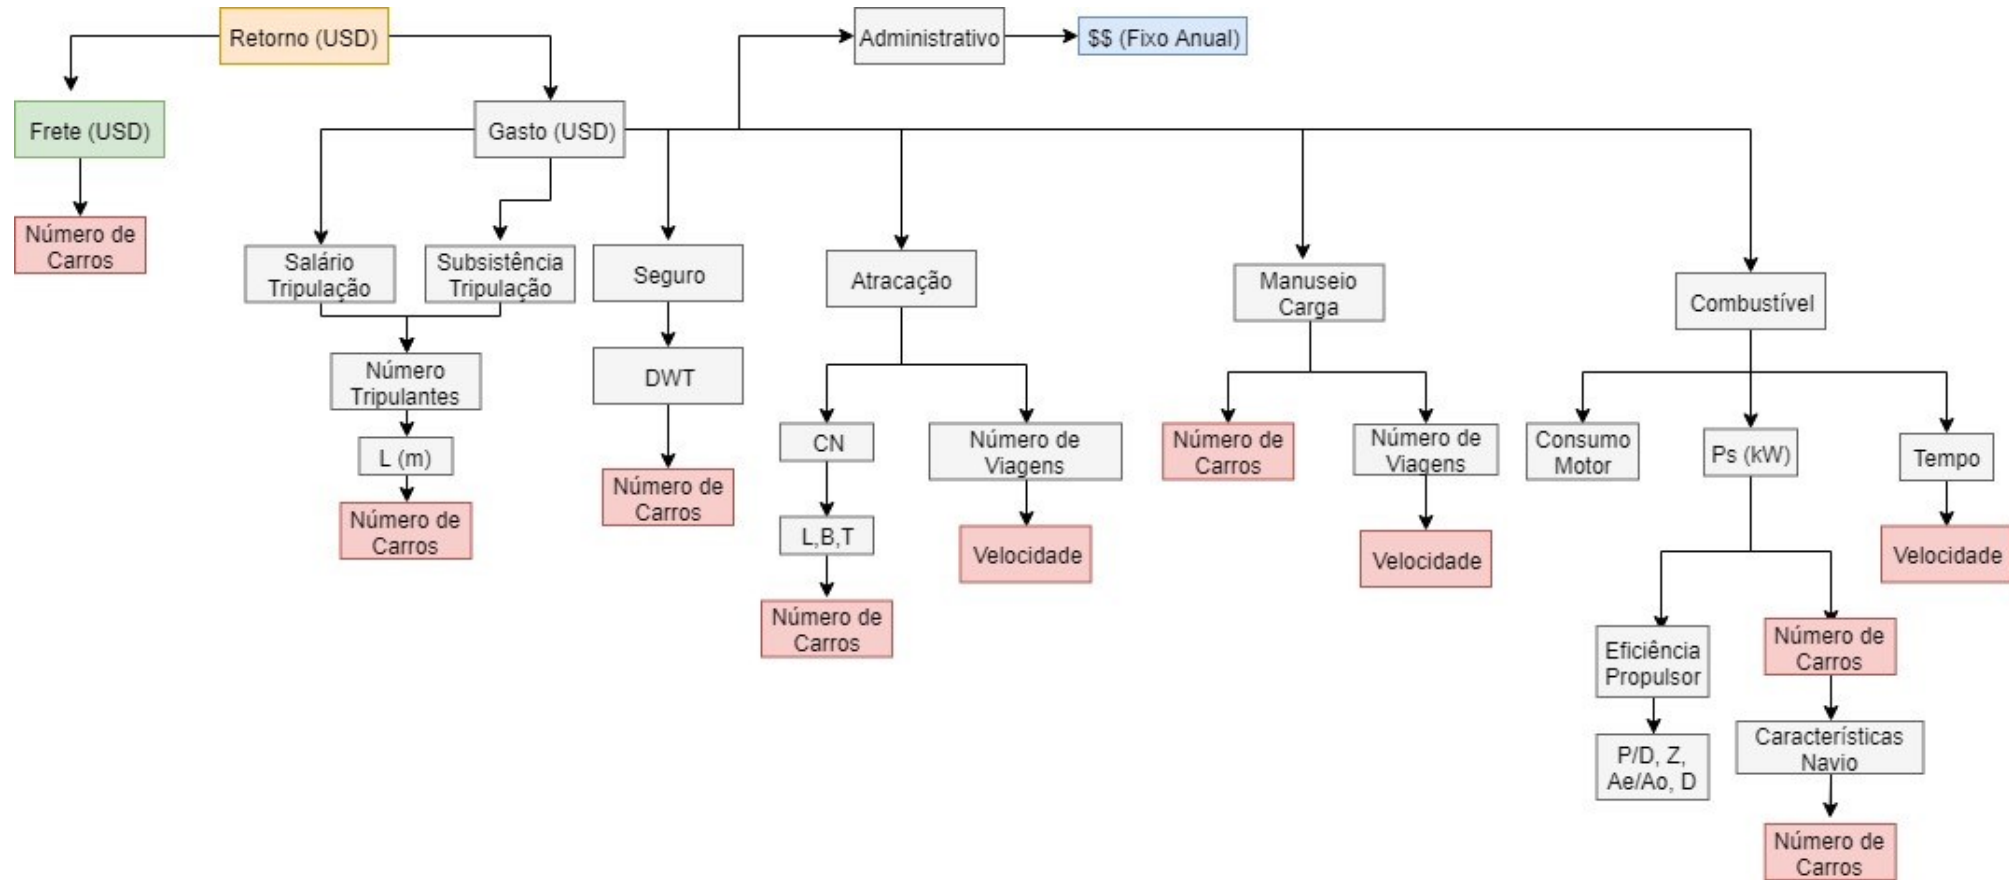 Retorno (USD)
Administrativo
$$ (Fixo Anual)
Frete (USD)
Gasto (USD)
Número de
Carros
Salário
Tripulação
Subsistência
Tripulação
Seguro
Atracação
Manuseio
Carga
Combustível
Número
Tripulantes
DWT
L (m)
CN
Número de
Viagens
Número de
Carros
Número de
Viagens
Consumo
Motor
Ps (kW)
Tempo
Número de
Carros
Número de
Carros
L,B,T
Velocidade
Velocidade
Velocidade
Número de
Carros
Eficiência
Propulsor
Número de
Carros
P/D, Z,
Ae/Ao, D
Características
Navio
Número de
Carros